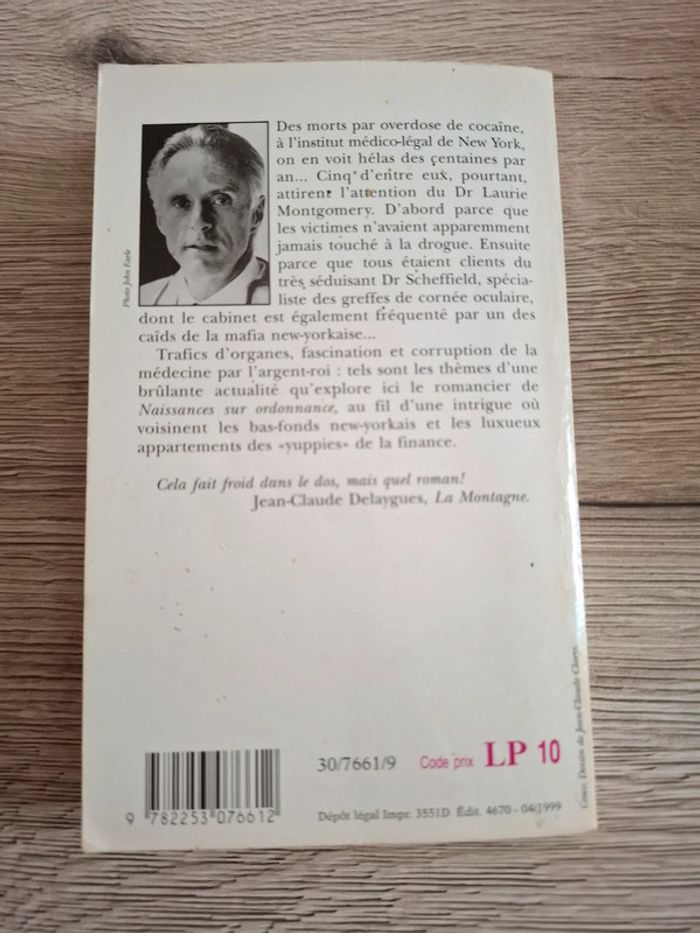 Des morts par overdose de cocaïne,
à l'institut médico-légal de New York,
on en voit hélas des centaines par
an... Cinq d'entre eux, pourtant,
attirent l'attention du Dr Laurie
Montgomery. D'abord parce que
les victimes n'avaient apparemment
jamais touché à la drogue. Ensuite
parce que tous étaient clients du
très séduisant Dr Scheffield, spécia-
liste des greffes de cornée oculaire,
dont le cabinet est également fréquenté par un des
caïds de la mafia new-yorkaise...
Trafics d'organes, fascination et corruption de la
médecine par l'argent-roi : tels sont les thèmes d'une
brûlante actualité qu'explore ici le romancier de
Naissances sur ordonnance, au fil d'une intrigue où
voisinent les bas-fonds new-yorkais et les luxueux
appartements des «yuppies» de la finance.
Cela fait froid dans le dos, mais quel roman!
Jean-Claude Delaygues, La Montagne.
Photo John Earle
30/7661/9 Code prix LP 10
9 782253 076612
Dépôt légal Impr. 3551D Édit. 4670 - 04/1999
Couv. Dessin de Jean-Claude